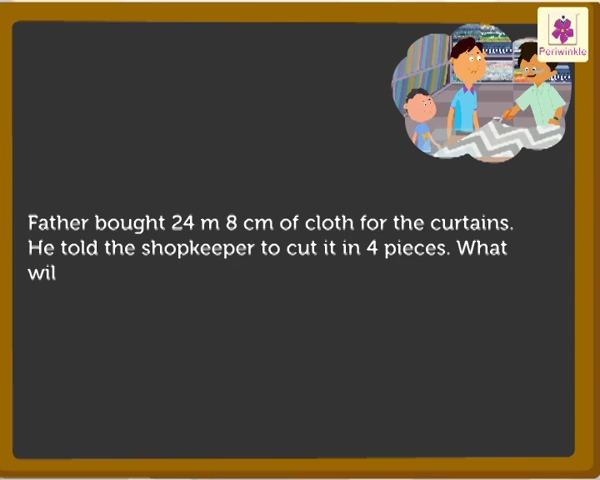 Periwinkle
Father bought 24 m 8 cm of cloth for the curtains.
He told the shopkeeper to cut it in 4 pieces. What
wil